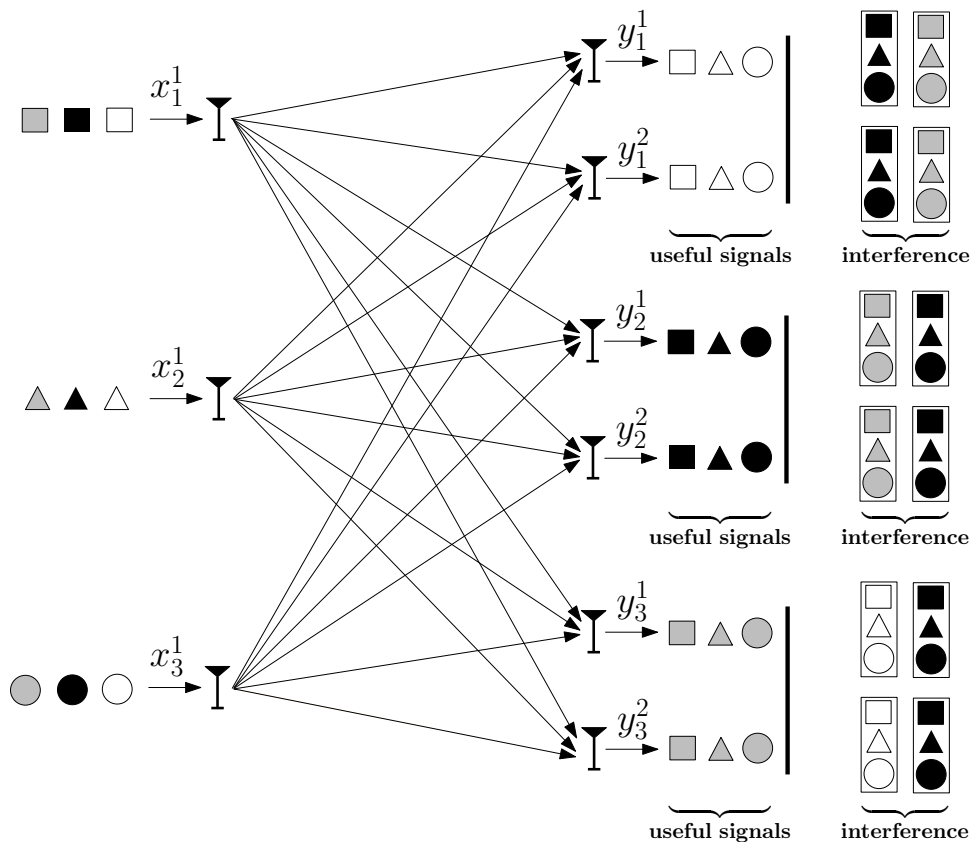 $x_1^1$
$y_1^1$
$y_1^2$
useful signals
interference
$x_2^1$
$y_2^1$
$y_2^2$
useful signals
interference
$x_3^1$
$y_3^1$
$y_3^2$
useful signals
interference